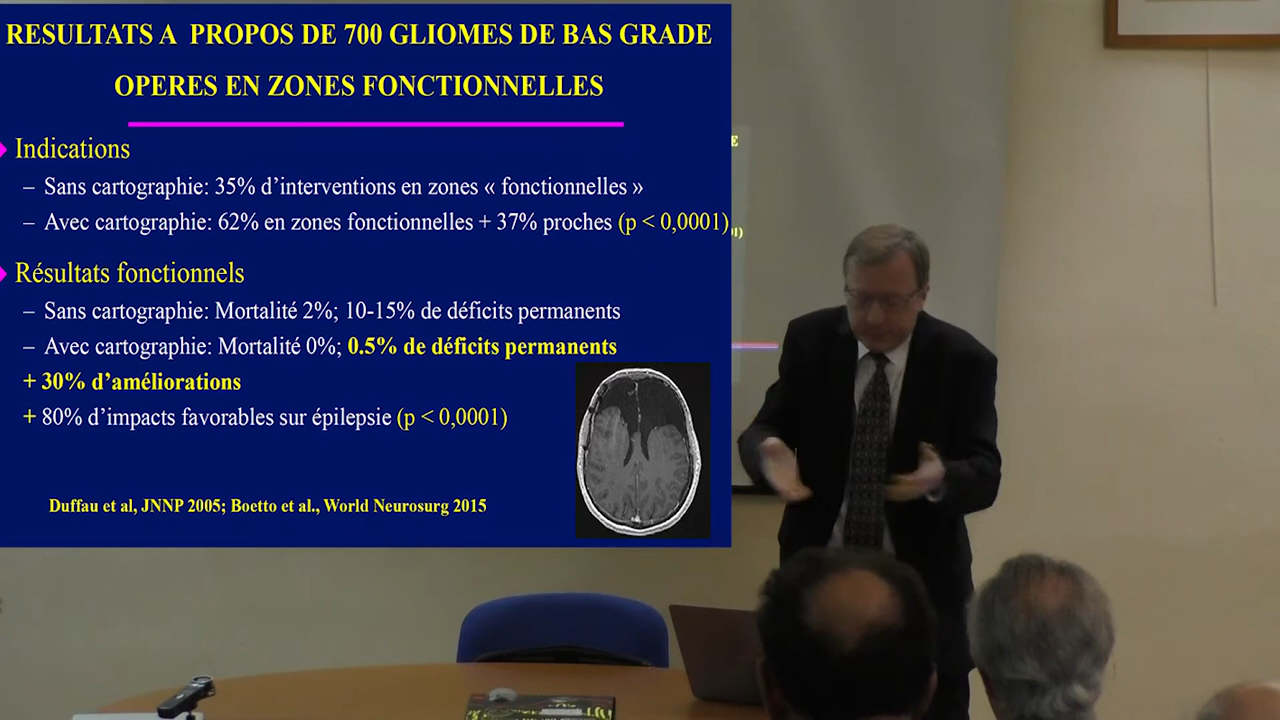 RESULTATS A PROPOS DE 700 GLIOMES DE BAS GRADE
OPERES EN ZONES FONCTIONNELLES
Indications
– Sans cartographie: 35% d’interventions en zones « fonctionnelles »
– Avec cartographie: 62% en zones fonctionnelles + 37% proches (p < 0,0001)
Résultats fonctionnels
– Sans cartographie: Mortalité 2%; 10-15% de déficits permanents
– Avec cartographie: Mortalité 0%; 0.5% de déficits permanents
+ 30% d’améliorations
+ 80% d’impacts favorables sur épilepsie (p < 0,0001)
Duffau et al, JNNP 2005; Boetto et al., World Neurosurg 2015